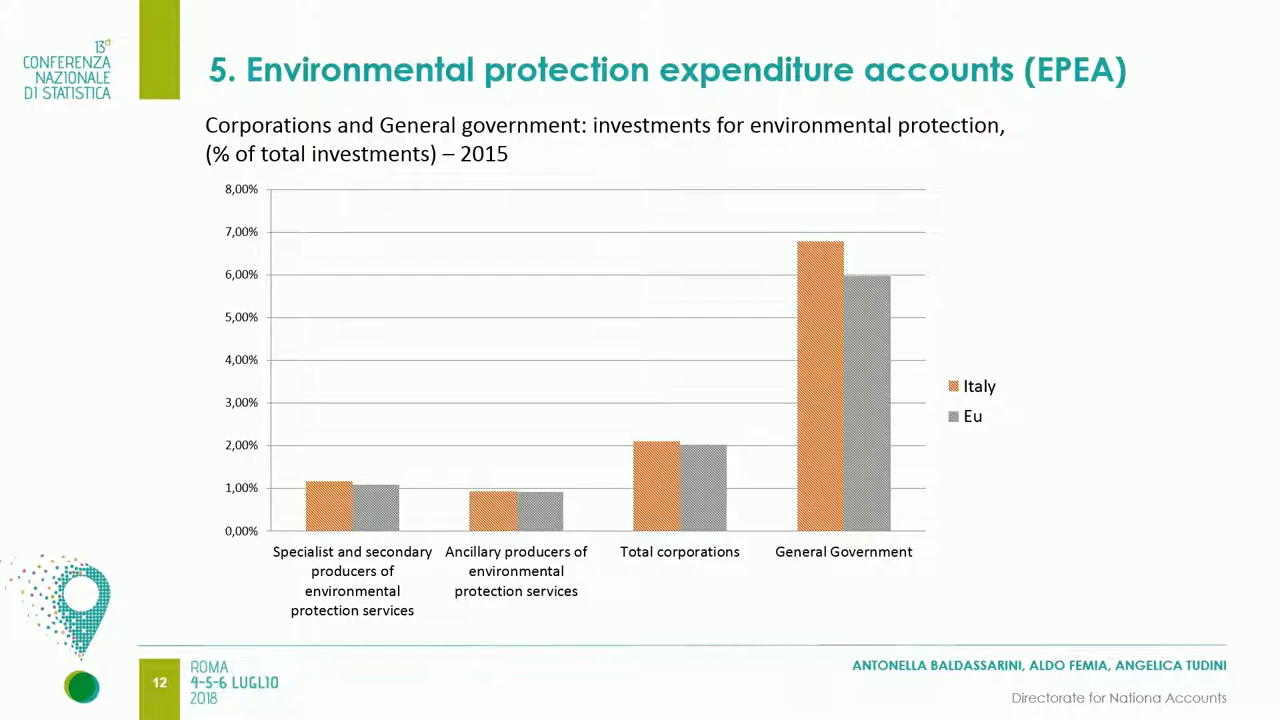 13a
CONFERENZA
NAZIONALE
DI STATISTICA
5. Environmental protection expenditure accounts (EPEA)
Corporations and General government: investments for environmental protection,
(% of total investments) – 2015
8,00%
7,00%
6,00%
5,00%
4,00%
3,00%
2,00%
1,00%
0,00%
Specialist and secondary
producers of
environmental
protection services
Ancillary producers of
environmental
protection services
Total corporations
General Government
Italy
Eu
12
ROMA
4-5-6 LUGLIO
2018
ANTONELLA BALDASSARINI, ALDO FEMIA, ANGELICA TUDINI
Directorate for Nationa Accounts